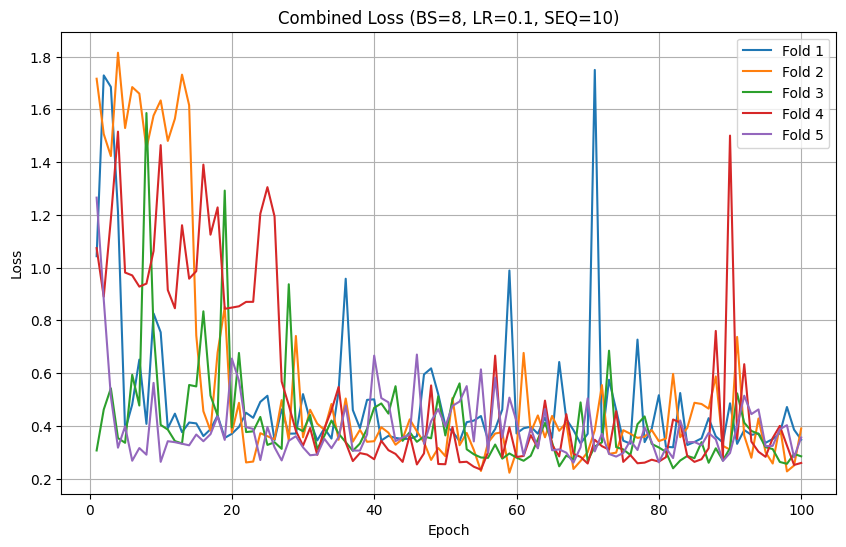 Combined Loss (BS=8, LR=0.1, SEQ=10)
Fold 1
Fold 2
Fold 3
Fold 4
Fold 5
Loss
1.8
1.6
1.4
1.2
1.0
0.8
0.6
0.4
0.2
0 20 40 60 80 100
Epoch